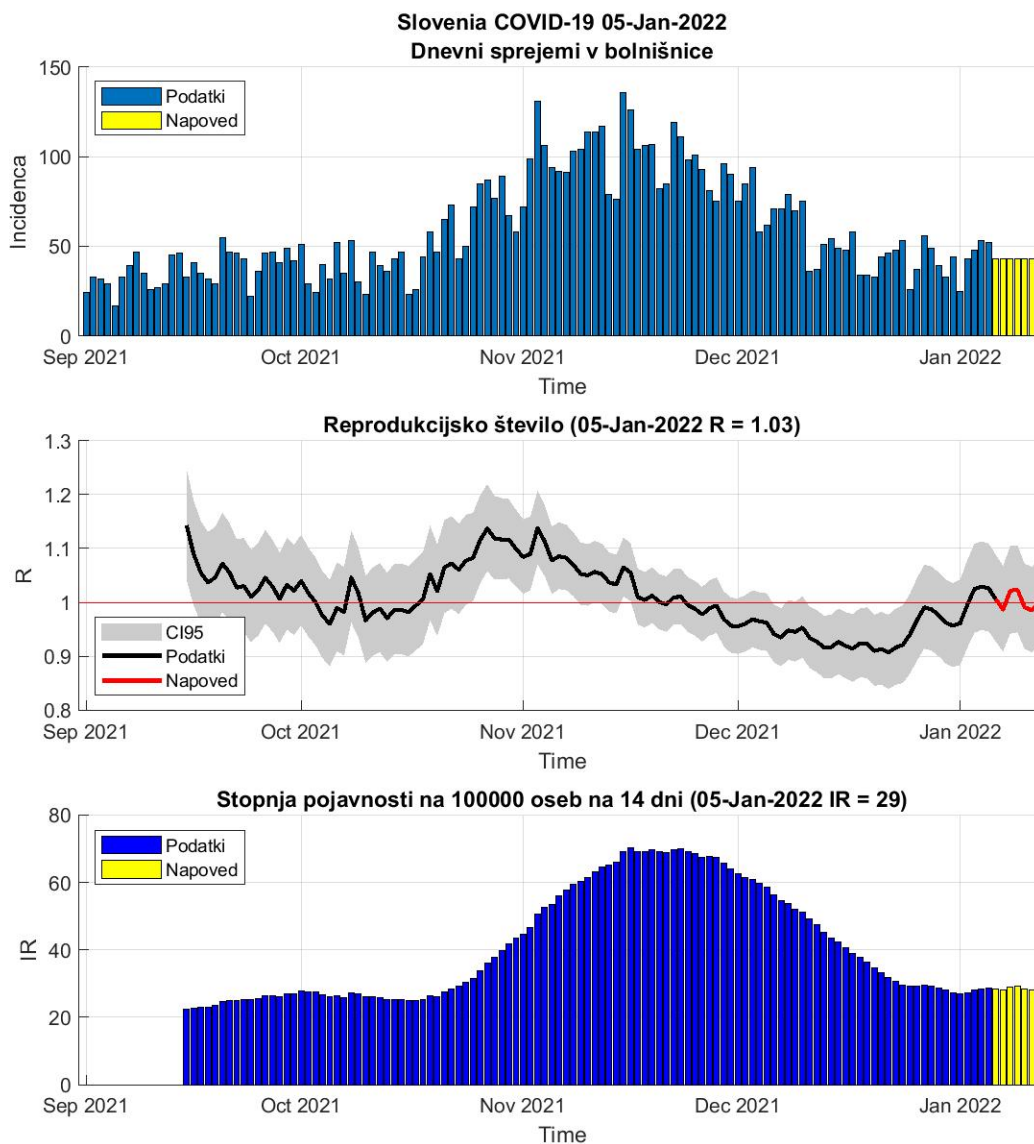 Slovenia COVID-19 05-Jan-2022
Dnevni sprejemi v bolnišnice
150
100
50
0
Incidenca
Podatki
Napoved
Sep 2021
Oct 2021
Nov 2021
Dec 2021
Jan 2022
Time
Reprodukcijsko število (05-Jan-2022 R = 1.03)
1.3
1.2
1.1
1
0.9
0.8
R
CI95
Podatki
Napoved
Sep 2021
Oct 2021
Nov 2021
Dec 2021
Jan 2022
Time
Stopnja pojavnosti na 100000 oseb na 14 dni (05-Jan-2022 IR = 29)
80
60
40
20
0
IR
Podatki
Napoved
Sep 2021
Oct 2021
Nov 2021
Dec 2021
Jan 2022
Time